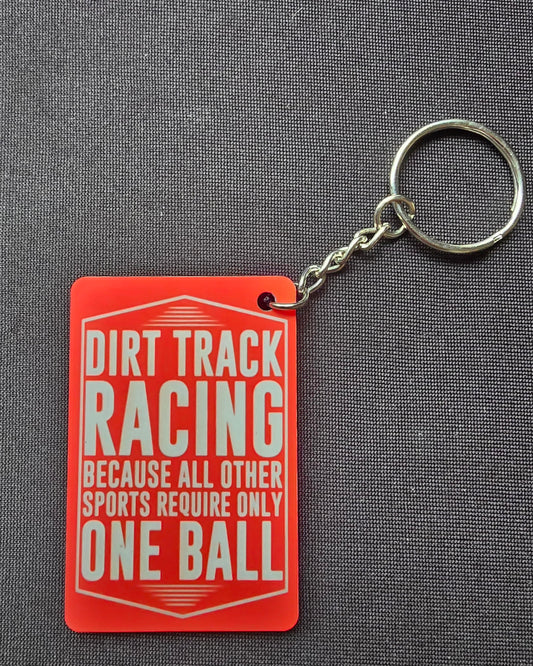 DIRT TRACK
RACING
BECAUSE ALL OTHER
SPORTS REQUIRE ONLY
ONE BALL